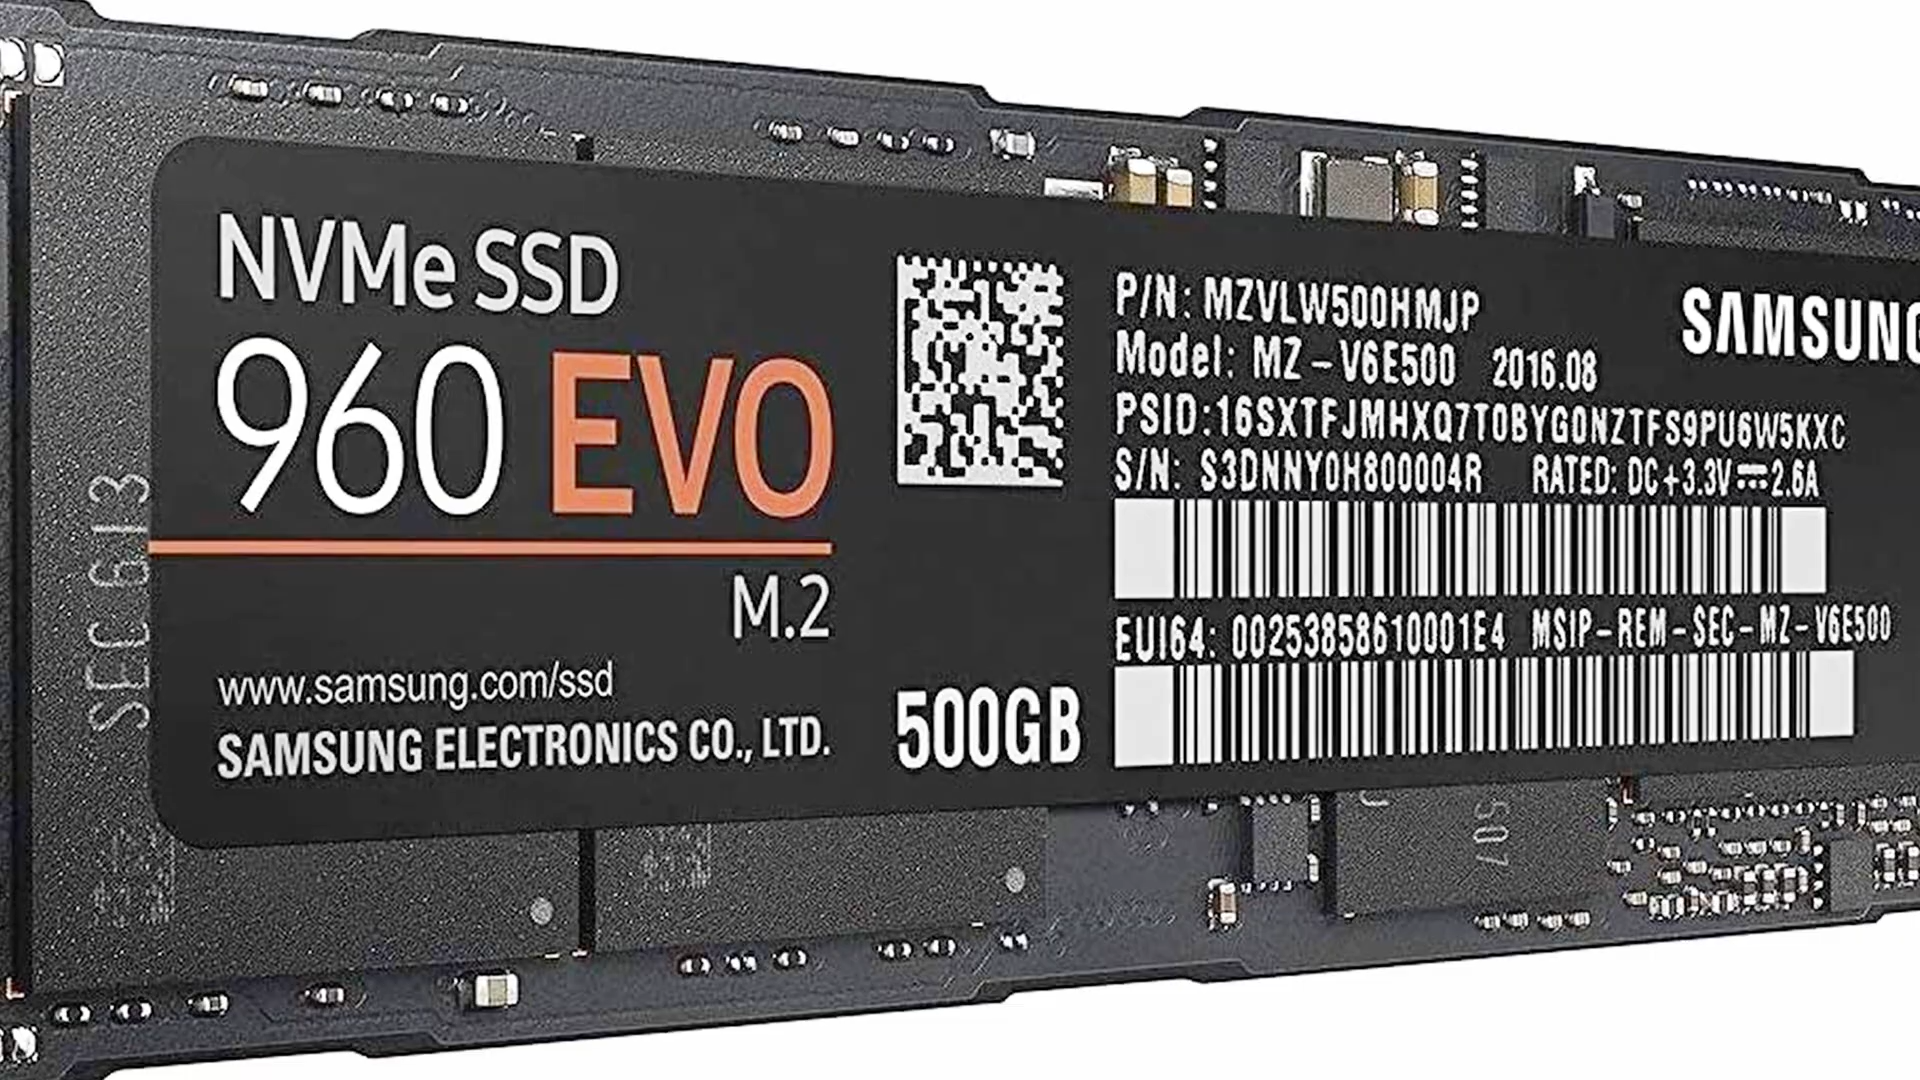 NVMe SSD
960 EVO
M.2
www.samsung.com/ssd
SAMSUNG ELECTRONICS CO., LTD.
500GB
P/N: MZVLW500HMJP
Model: MZ-V6E500 2016.08
PSID:16SXTFJMHXQ7T0BYG0NZTFS9PU6W5KXC
S/N: S3DNNY0H800004R RATED: DC+3.3V⎓2.6A
EUI64: 00253858610001E4 MSIP-REM-SEC-MZ-V6E500
SAMSUNG
SEC 613
507